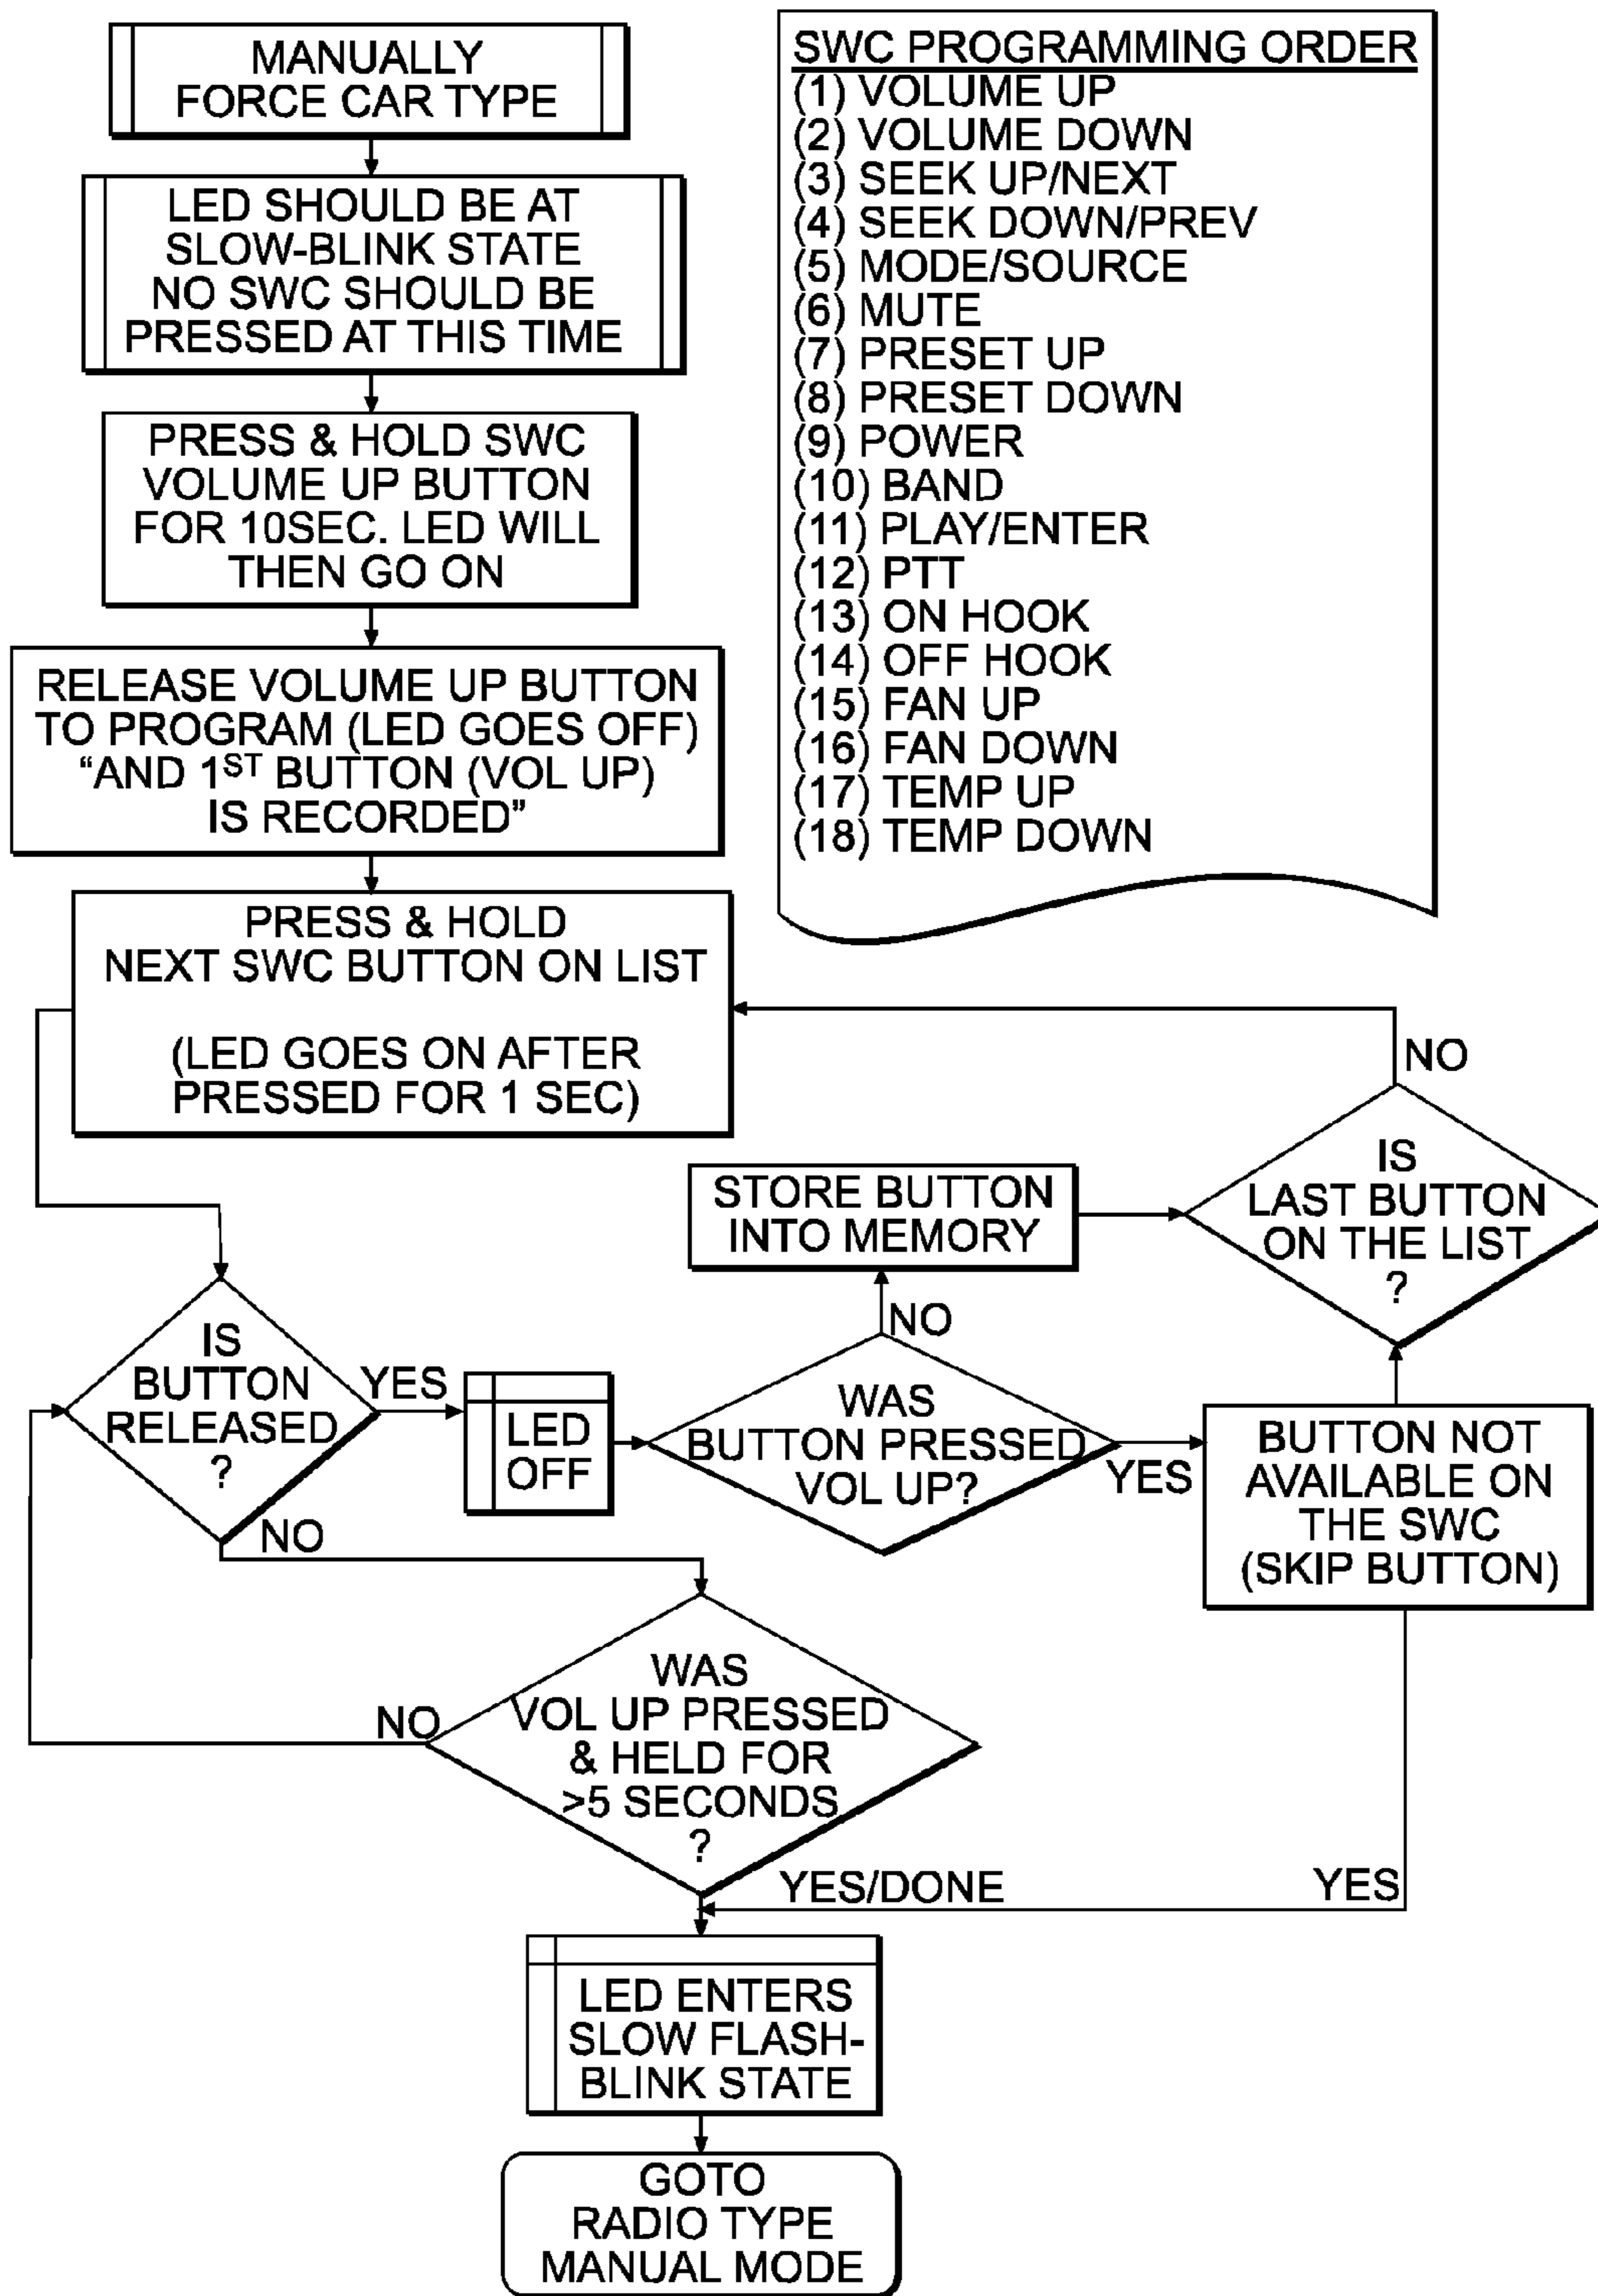 MANUALLY
FORCE CAR TYPE
LED SHOULD BE AT
SLOW-BLINK STATE
NO SWC SHOULD BE
PRESSED AT THIS TIME
PRESS & HOLD SWC
VOLUME UP BUTTON
FOR 10SEC. LED WILL
THEN GO ON
RELEASE VOLUME UP BUTTON
TO PROGRAM (LED GOES OFF)
“AND 1ST BUTTON (VOL UP)
IS RECORDED”
PRESS & HOLD
NEXT SWC BUTTON ON LIST
(LED GOES ON AFTER
PRESSED FOR 1 SEC)
SWC PROGRAMMING ORDER
(1) VOLUME UP
(2) VOLUME DOWN
(3) SEEK UP/NEXT
(4) SEEK DOWN/PREV
(5) MODE/SOURCE
(6) MUTE
(7) PRESET UP
(8) PRESET DOWN
(9) POWER
(10) BAND
(11) PLAY/ENTER
(12) PTT
(13) ON HOOK
(14) OFF HOOK
(15) FAN UP
(16) FAN DOWN
(17) TEMP UP
(18) TEMP DOWN
NO
IS
LAST BUTTON
ON THE LIST
?
STORE BUTTON
INTO MEMORY
NO
IS
BUTTON
RELEASED
?
YES
LED
OFF
WAS
BUTTON PRESSED
VOL UP?
YES
BUTTON NOT
AVAILABLE ON
THE SWC
(SKIP BUTTON)
NO
WAS
VOL UP PRESSED
& HELD FOR
>5 SECONDS
?
NO
YES/DONE
YES
LED ENTERS
SLOW FLASH-
BLINK STATE
GOTO
RADIO TYPE
MANUAL MODE